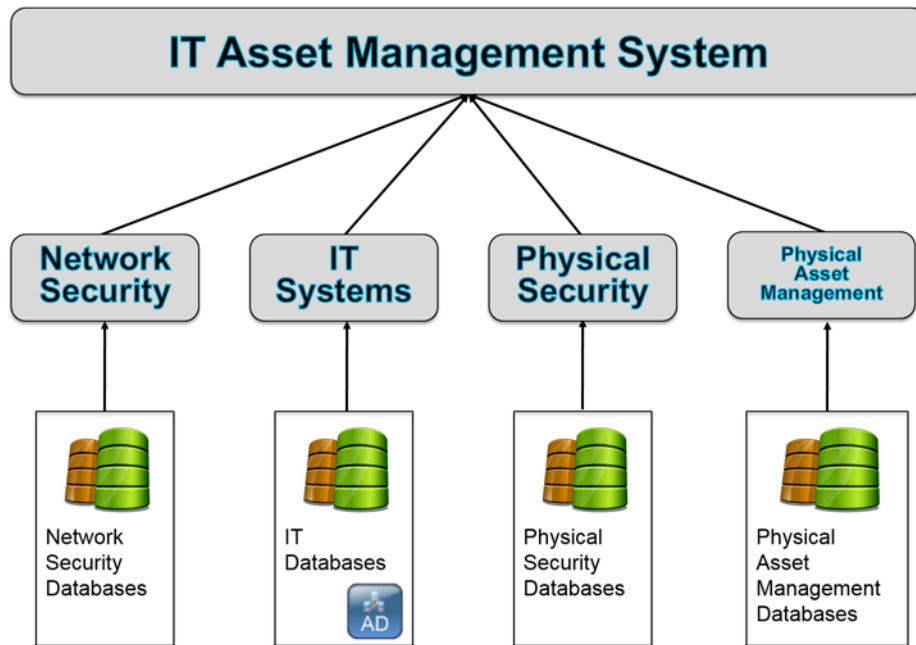 IT Asset Management System
Network
Security
IT
Systems
Physical
Security
Physical
Asset
Management
Network
Security
Databases
IT
Databases
AD
Physical
Security
Databases
Physical
Asset
Management
Databases